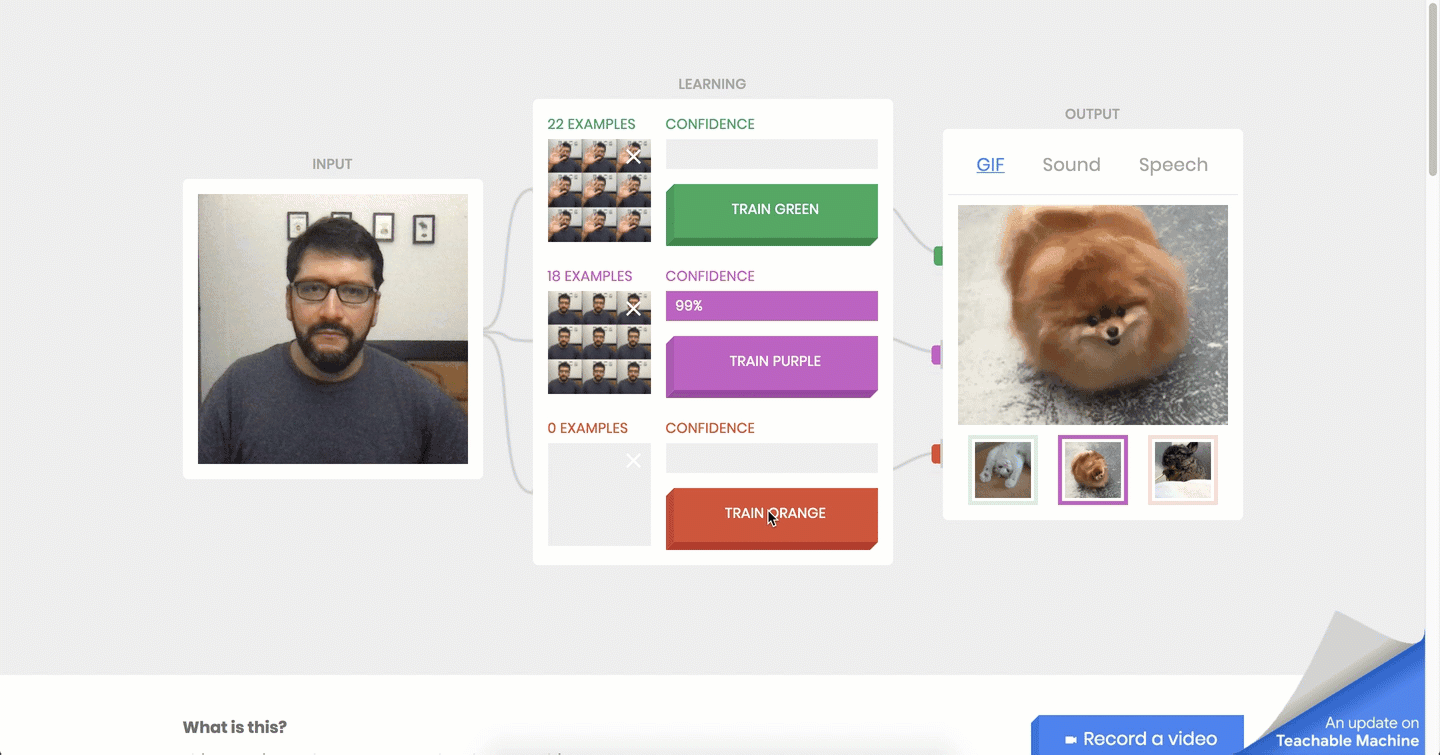 LEARNING
OUTPUT
INPUT
22 EXAMPLES
CONFIDENCE
TRAIN GREEN
18 EXAMPLES
CONFIDENCE
99%
TRAIN PURPLE
0 EXAMPLES
CONFIDENCE
TRAIN ORANGE
GIF
Sound
Speech
What is this?
Record a video
An update on
Teachable Machine